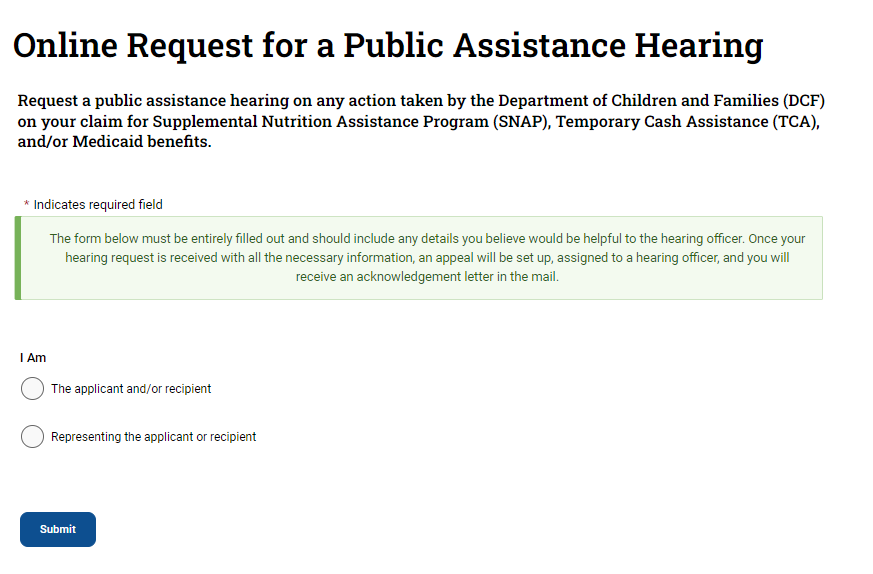 Online Request for a Public Assistance Hearing
Request a public assistance hearing on any action taken by the Department of Children and Families (DCF)
on your claim for Supplemental Nutrition Assistance Program (SNAP), Temporary Cash Assistance (TCA),
and/or Medicaid benefits.
* Indicates required field
The form below must be entirely filled out and should include any details you believe would be helpful to the hearing officer. Once your
hearing request is received with all the necessary information, an appeal will be set up, assigned to a hearing officer, and you will
receive an acknowledgement letter in the mail.
I Am
The applicant and/or recipient
Representing the applicant or recipient
Submit